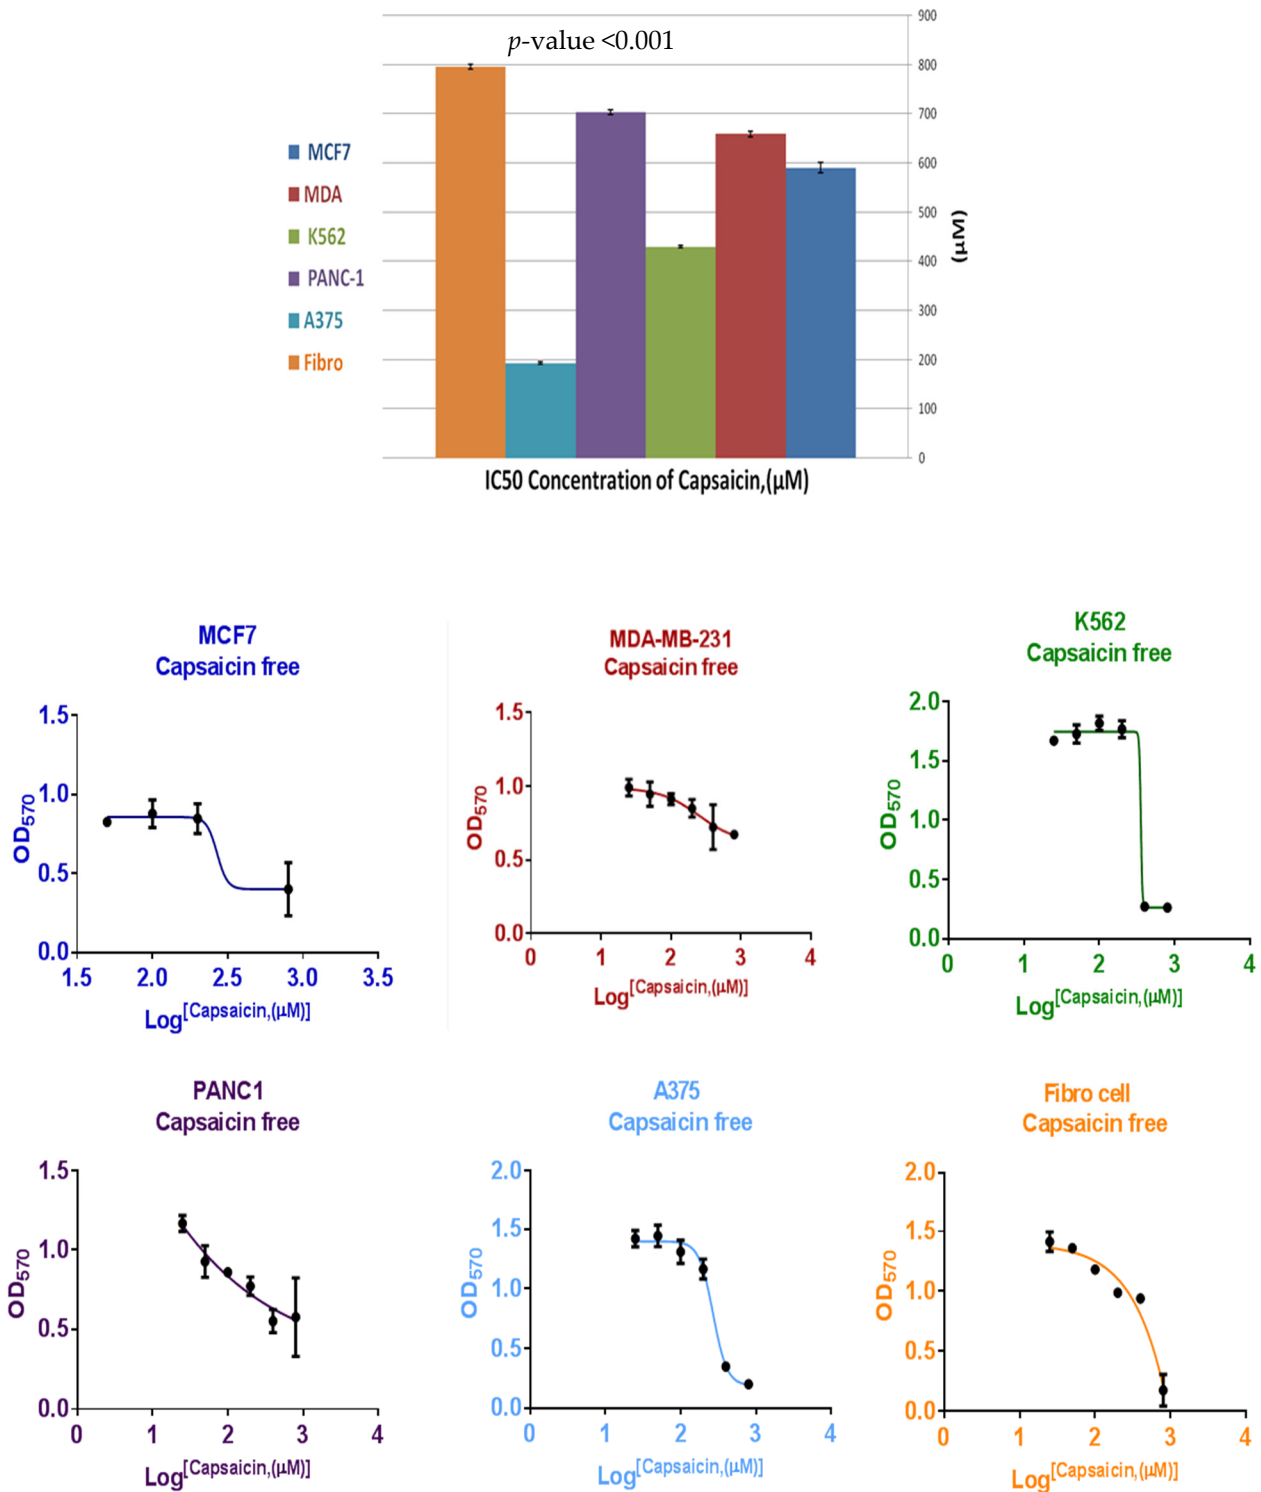 p-value <0.001
900
800
700
600
500
400
300
200
100
0
(μM)
MCF7
MDA
K562
PANC-1
A375
Fibro
IC50 Concentration of Capsaicin,(μM)
MCF7
Capsaicin free
1.5
1.0
0.5
0.0
OD570
1.5 2.0 2.5 3.0 3.5
Log[Capsaicin,(μM)]
MDA-MB-231
Capsaicin free
1.5
1.0
0.5
0.0
OD570
0 1 2 3 4
Log[Capsaicin,(μM)]
K562
Capsaicin free
2.0
1.5
1.0
0.5
0.0
OD570
0 1 2 3 4
Log[Capsaicin,(μM)]
PANC1
Capsaicin free
1.5
1.0
0.5
0.0
OD570
0 1 2 3 4
Log[Capsaicin,(μM)]
A375
Capsaicin free
2.0
1.5
1.0
0.5
0.0
OD570
0 1 2 3 4
Log[Capsaicin,(μM)]
Fibro cell
Capsaicin free
2.0
1.5
1.0
0.5
0.0
OD570
0 1 2 3 4
Log[Capsaicin,(μM)]